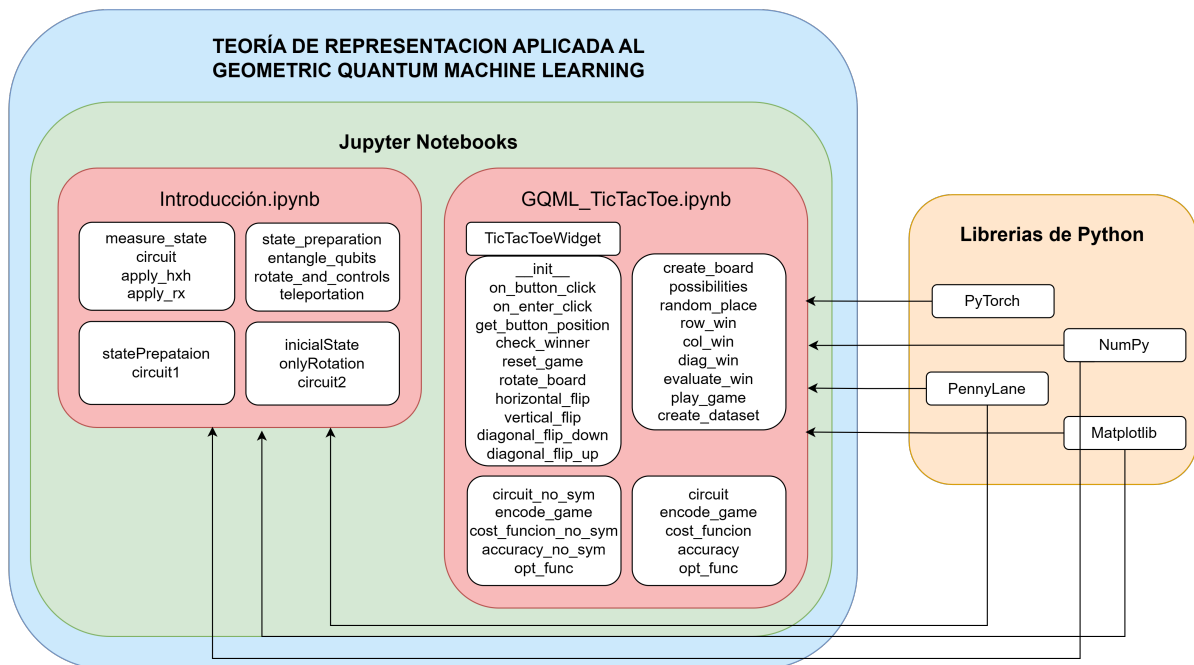 TEORÍA DE REPRESENTACION APLICADA AL
GEOMETRIC QUANTUM MACHINE LEARNING
Jupyter Notebooks
Introducción.ipynb
measure_state
circuit
apply_hxh
apply_rx
state_preparation
entangle_qubits
rotate_and_controls
teleportation
statePrepataion
circuit1
inicialState
onlyRotation
circuit2
GQML_TicTacToe.ipynb
TicTacToeWidget
__init__
on_button_click
on_enter_click
get_button_position
check_winner
reset_game
rotate_board
horizontal_flip
vertical_flip
diagonal_flip_down
diagonal_flip_up
create_board
possibilities
random_place
row_win
col_win
diag_win
evaluate_win
play_game
create_dataset
circuit_no_sym
encode_game
cost_funcion_no_sym
accuracy_no_sym
opt_func
circuit
encode_game
cost_funcion
accuracy
opt_func
Librerias de Python
PyTorch
NumPy
PennyLane
Matplotlib